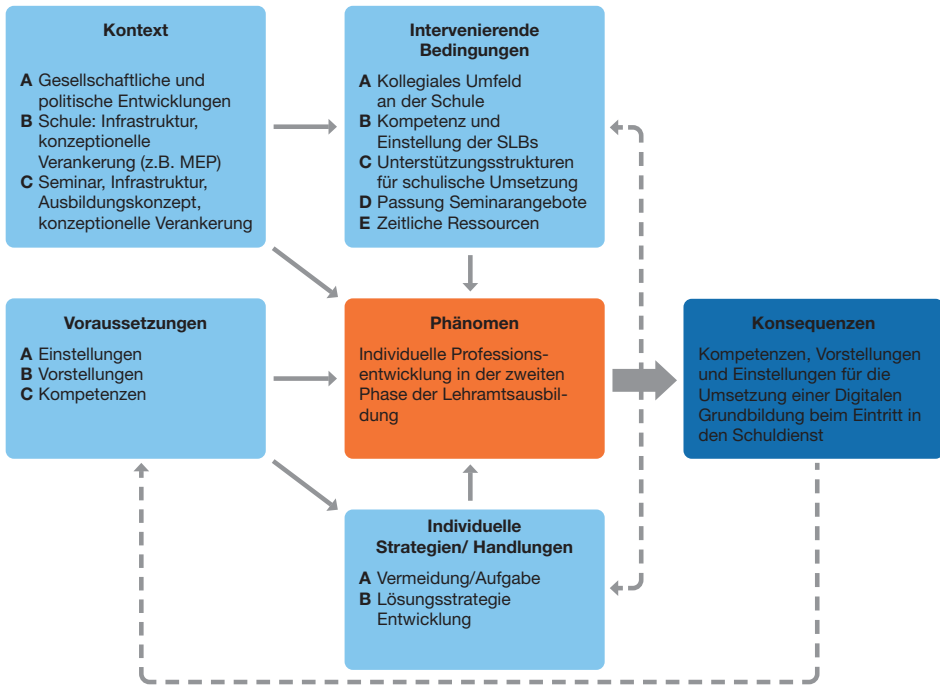 Kontext
A Gesellschaftliche und
politische Entwicklungen
B Schule: Infrastruktur,
konzeptionelle
Verankerung (z.B. MEP)
C Seminar, Infrastruktur,
Ausbildungskonzept,
konzeptionelle Verankerung
Intervenierende
Bedingungen
A Kollegiales Umfeld
an der Schule
B Kompetenz und
Einstellung der SLBs
C Unterstützungsstrukturen
für schulische Umsetzung
D Passung Seminarangebote
E Zeitliche Ressourcen
Voraussetzungen
A Einstellungen
B Vorstellungen
C Kompetenzen
Phänomen
Individuelle Professions-
entwicklung in der zweiten
Phase der Lehramtsausbil-
dung
Konsequenzen
Kompetenzen, Vorstellungen
und Einstellungen für die
Umsetzung einer Digitalen
Grundbildung beim Eintritt in
den Schuldienst
Individuelle
Strategien/ Handlungen
A Vermeidung/Aufgabe
B Lösungsstrategie
Entwicklung